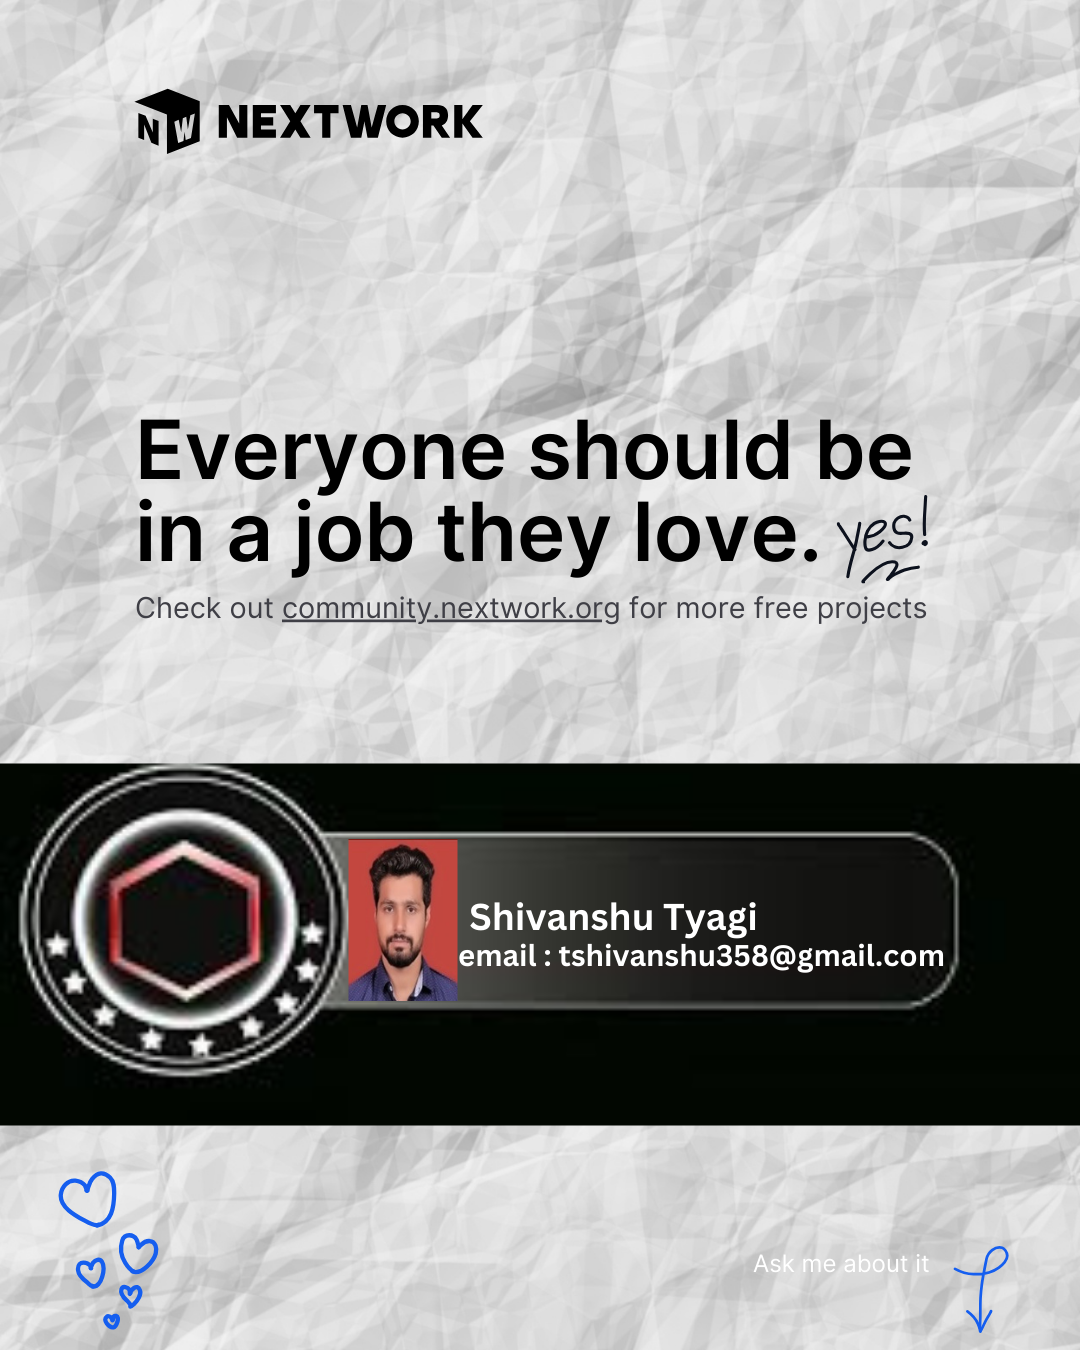 NW NEXTWORK
Everyone should be
in a job they love. yes!
Check out community.nextwork.org for more free projects
Shivanshu Tyagi
email : tshivanshu358@gmail.com
Ask me about it